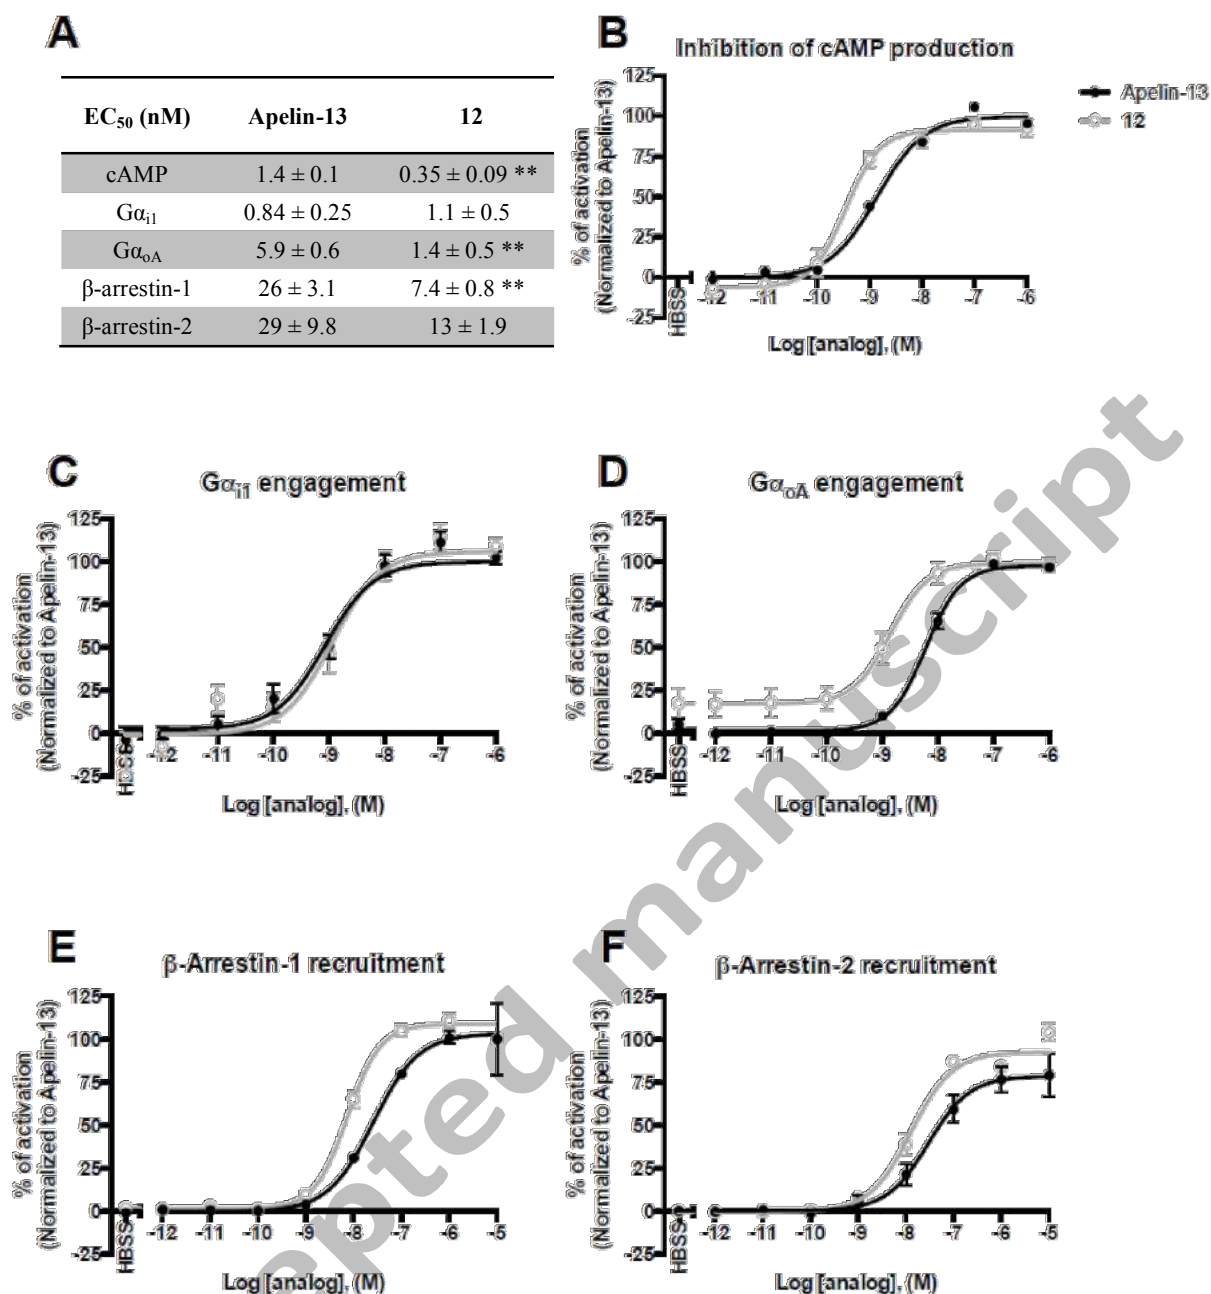 A
EC₅₀ (nM) Apelin-13 12
cAMP 1.4 ± 0.1 0.35 ± 0.09 **
Gαi1 0.84 ± 0.25 1.1 ± 0.5
GαoA 5.9 ± 0.6 1.4 ± 0.5 **
β-arrestin-1 26 ± 3.1 7.4 ± 0.8 **
β-arrestin-2 29 ± 9.8 13 ± 1.9
B
Inhibition of cAMP production
% of activation
(Normalized to Apelin-13)
125
100
75
50
25
0
-25
HBSS
-12 -11 -10 -9 -8 -7 -6
Log [analog], (M)
Apelin-13
12
C
Gαi1 engagement
% of activation
(Normalized to Apelin-13)
125
100
75
50
25
0
-25
HBSS
-12 -11 -10 -9 -8 -7 -6
Log [analog], (M)
D
GαoA engagement
% of activation
(Normalized to Apelin-13)
125
100
75
50
25
0
-25
HBSS
-12 -11 -10 -9 -8 -7 -6
Log [analog], (M)
E
β-Arrestin-1 recruitment
% of activation
(Normalized to Apelin-13)
125
100
75
50
25
0
-25
HBSS
-12 -11 -10 -9 -8 -7 -6 -5
Log [analog], (M)
F
β-Arrestin-2 recruitment
% of activation
(Normalized to Apelin-13)
125
100
75
50
25
0
-25
HBSS
-12 -11 -10 -9 -8 -7 -6 -5
Log [analog], (M)
epted manuscript